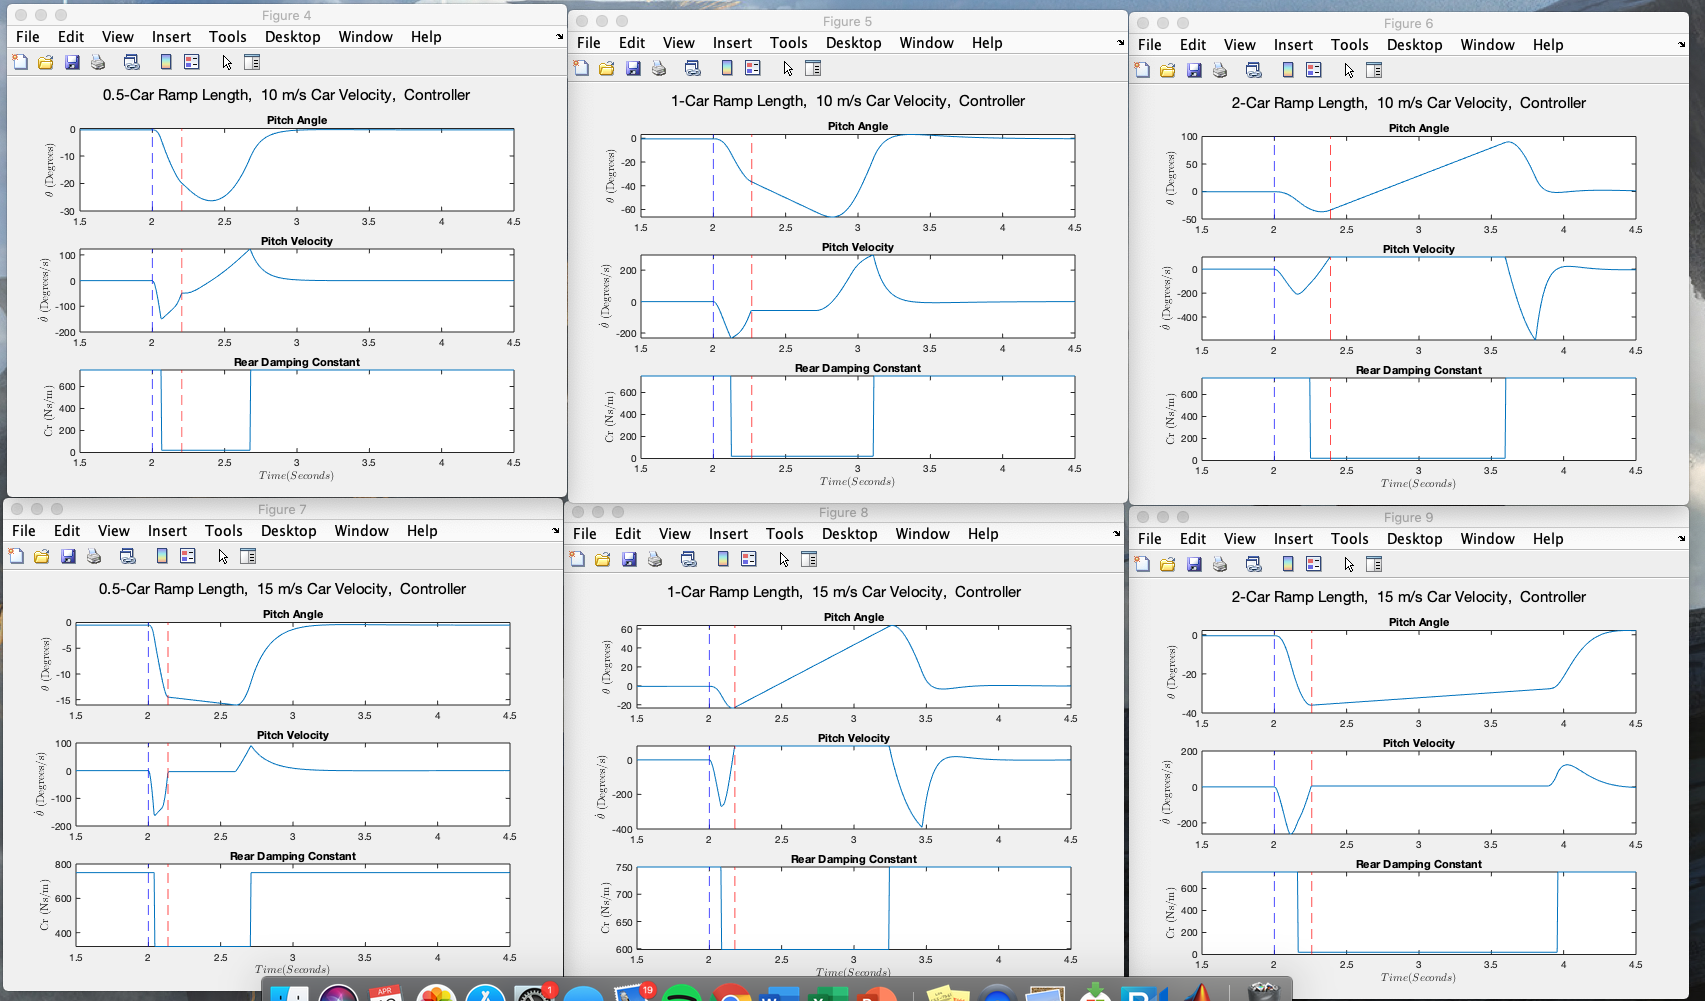 Figure 4
File Edit View Insert Tools Desktop Window Help
0.5-Car Ramp Length, 10 m/s Car Velocity, Controller
Pitch Angle
θ (Degrees)
0
-10
-20
-30
1.5 2 2.5 3 3.5 4 4.5
Pitch Velocity
θ̇ (Degrees/s)
100
0
-100
-200
1.5 2 2.5 3 3.5 4 4.5
Rear Damping Constant
Cr (Ns/m)
600
400
200
0
1.5 2 2.5 3 3.5 4 4.5
Time(Seconds)
Figure 5
File Edit View Insert Tools Desktop Window Help
1-Car Ramp Length, 10 m/s Car Velocity, Controller
Pitch Angle
θ (Degrees)
0
-20
-40
-60
1.5 2 2.5 3 3.5 4 4.5
Pitch Velocity
θ̇ (Degrees/s)
200
0
-200
1.5 2 2.5 3 3.5 4 4.5
Rear Damping Constant
Cr (Ns/m)
600
400
200
0
1.5 2 2.5 3 3.5 4 4.5
Time(Seconds)
Figure 6
File Edit View Insert Tools Desktop Window Help
2-Car Ramp Length, 10 m/s Car Velocity, Controller
Pitch Angle
θ (Degrees)
100
50
0
-50
1.5 2 2.5 3 3.5 4 4.5
Pitch Velocity
θ̇ (Degrees/s)
0
-200
-400
1.5 2 2.5 3 3.5 4 4.5
Rear Damping Constant
Cr (Ns/m)
600
400
200
0
1.5 2 2.5 3 3.5 4 4.5
Time(Seconds)
Figure 7
File Edit View Insert Tools Desktop Window Help
0.5-Car Ramp Length, 15 m/s Car Velocity, Controller
Pitch Angle
θ (Degrees)
0
-5
-10
-15
1.5 2 2.5 3 3.5 4 4.5
Pitch Velocity
θ̇ (Degrees/s)
100
0
-100
-200
1.5 2 2.5 3 3.5 4 4.5
Rear Damping Constant
Cr (Ns/m)
800
600
400
1.5 2 2.5 3 3.5 4 4.5
Time(Seconds)
Figure 8
File Edit View Insert Tools Desktop Window Help
1-Car Ramp Length, 15 m/s Car Velocity, Controller
Pitch Angle
θ (Degrees)
60
40
20
0
-20
1.5 2 2.5 3 3.5 4 4.5
Pitch Velocity
θ̇ (Degrees/s)
0
-200
-400
1.5 2 2.5 3 3.5 4 4.5
Rear Damping Constant
Cr (Ns/m)
750
700
650
600
1.5 2 2.5 3 3.5 4 4.5
Time(Seconds)
Figure 9
File Edit View Insert Tools Desktop Window Help
2-Car Ramp Length, 15 m/s Car Velocity, Controller
Pitch Angle
θ (Degrees)
0
-20
-40
1.5 2 2.5 3 3.5 4 4.5
Pitch Velocity
θ̇ (Degrees/s)
200
0
-200
1.5 2 2.5 3 3.5 4 4.5
Rear Damping Constant
Cr (Ns/m)
600
400
200
0
1.5 2 2.5 3 3.5 4 4.5
Time(Seconds)
APR
1
19